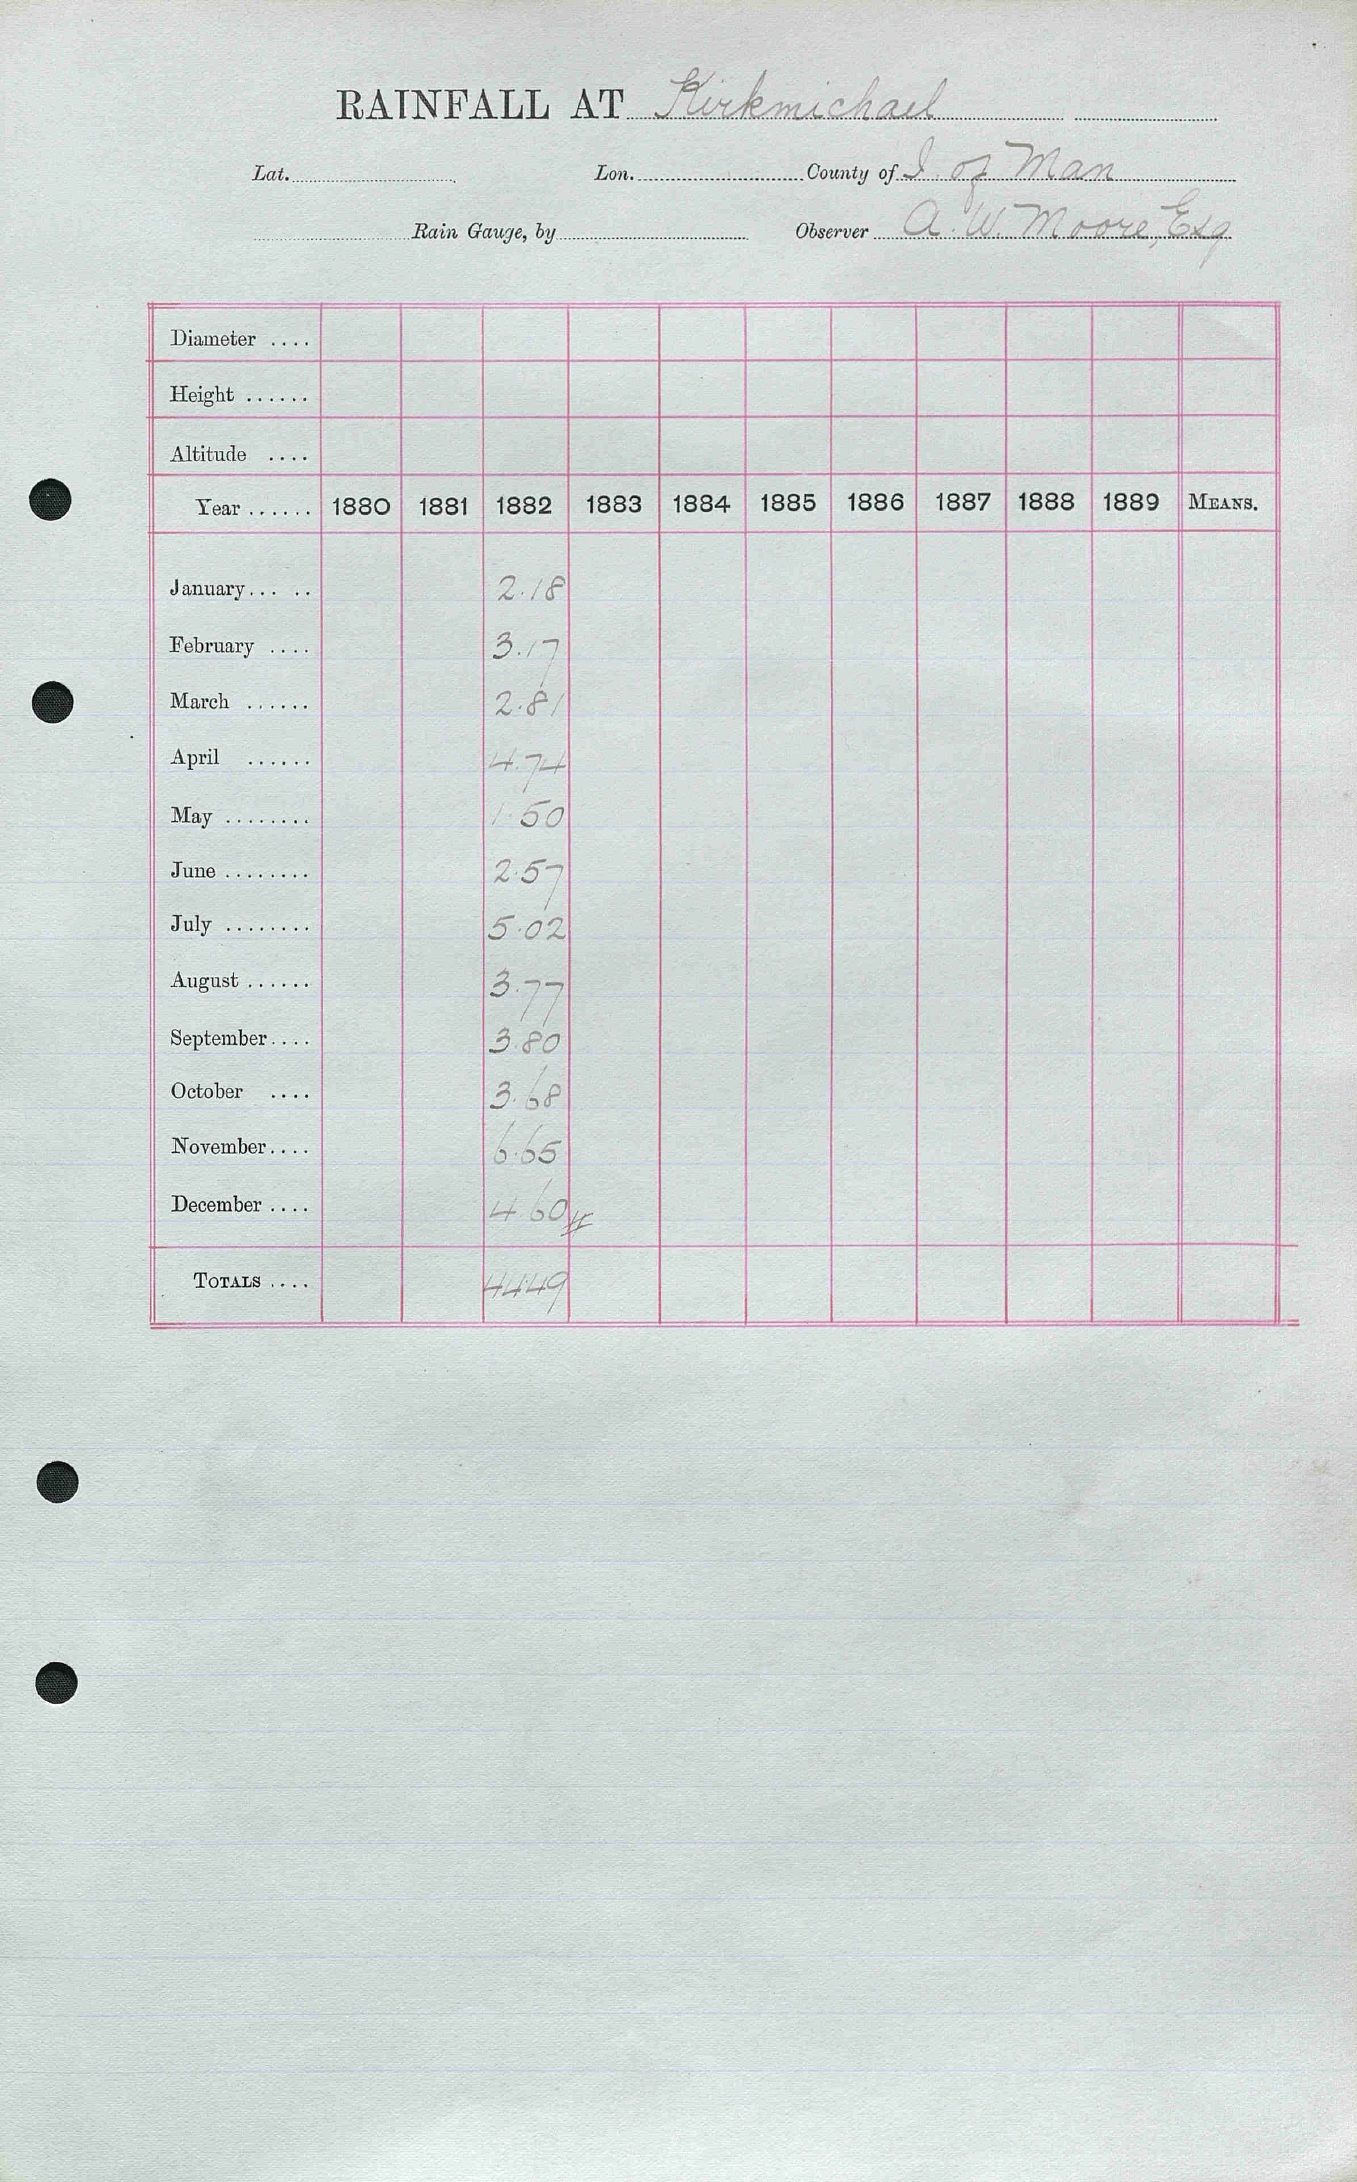 RAINFALL AT Kirkmichael
Lat. Lon. County of I. of Man
Rain Gauge, by Observer A. W. Moore, Esq
Diameter ....
Height ......
Altitude ....
Year ...... 1880 1881 1882 1883 1884 1885 1886 1887 1888 1889 MEANS.
January... .. 2.18
February .... 3.17
March ...... 2.81
April ...... 4.74
May ........ 1.50
June ........ 2.57
July ........ 5.02
August ...... 3.77
September.... 3.80
October .... 3.68
November.... 6.65
December .... 4.60
TOTALS .... 44.49